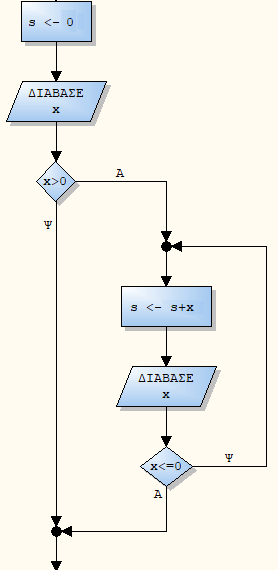 s <- 0
ΔΙΑΒΑΣΕ
x
x>0
Α
Ψ
s <- s+x
ΔΙΑΒΑΣΕ
x
x<=0
Ψ
Α